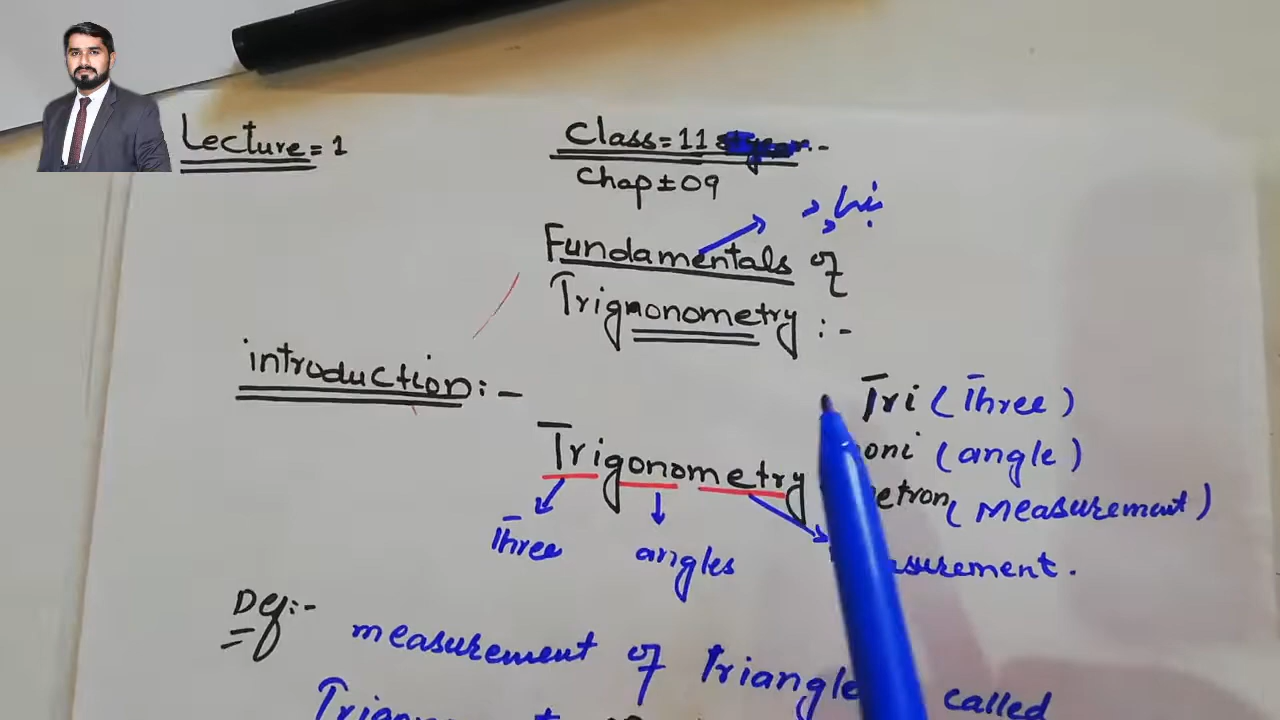 Lecture = 1
Class = 11
Chap ± 09
بنیاد
Fundamentals of
Trignonometry :-
introduction :-
Tri (Three)
oni (angle)
Trigonometry
etron (Measurement)
Three angles surement.
Def:- measurement of Triangle called